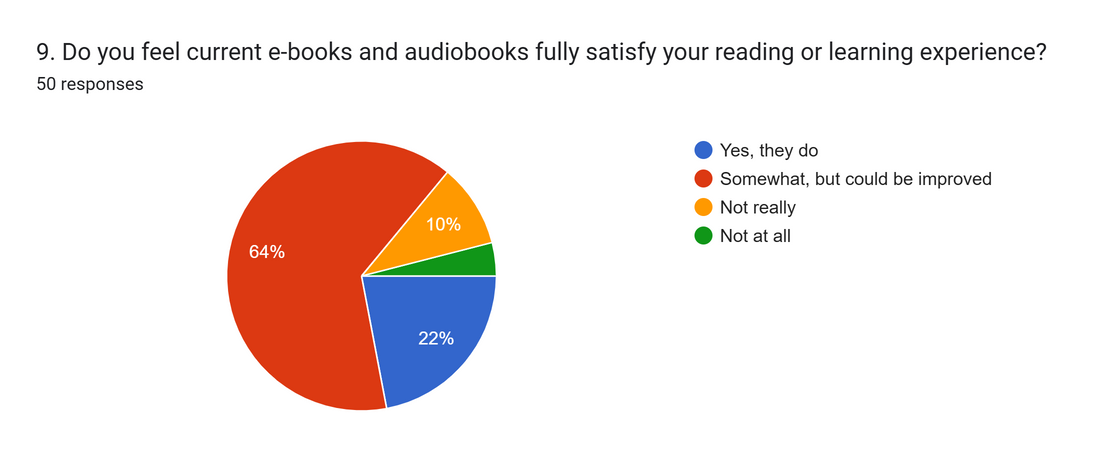 9. Do you feel current e-books and audiobooks fully satisfy your reading or learning experience?
50 responses
Yes, they do
Somewhat, but could be improved
Not really
Not at all
10%
64%
22%